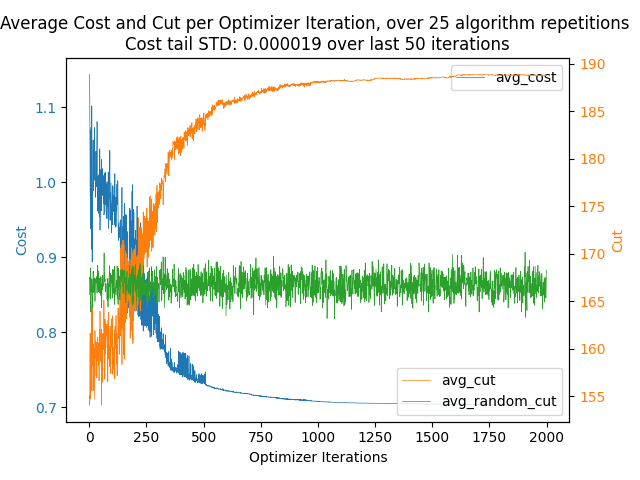 Average Cost and Cut per Optimizer Iteration, over 25 algorithm repetitions
Cost tail STD: 0.000019 over last 50 iterations
avg_cost
1.1
1.0
0.9
0.8
0.7
Cost
190
185
180
175
170
165
160
155
Cut
avg_cut
avg_random_cut
0
250
500
750
1000
1250
1500
1750
2000
Optimizer Iterations